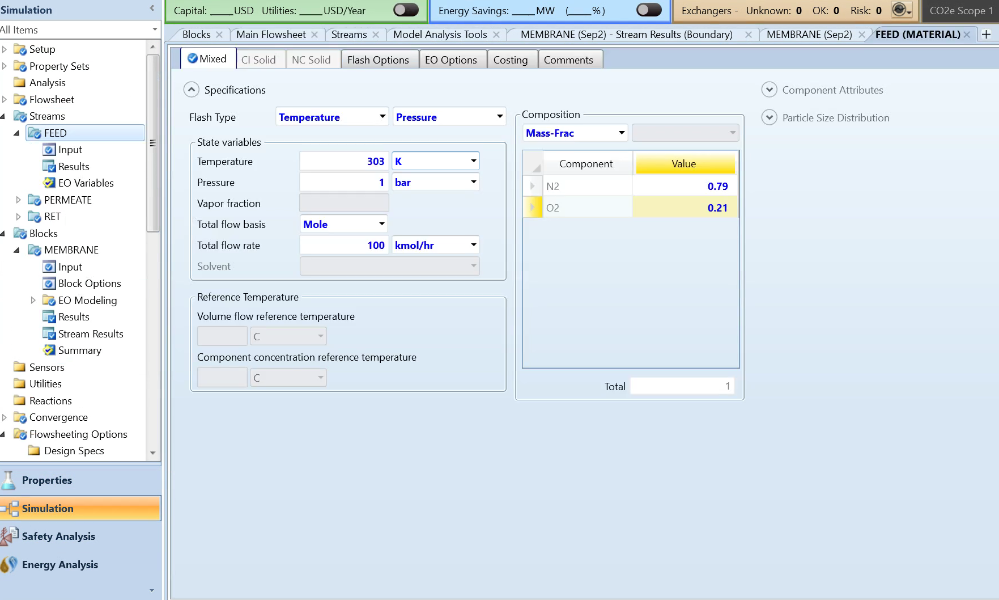 Simulation
Capital: ____USD Utilities: ____USD/Year
Energy Savings: ____MW (____%)
Exchangers - Unknown: 0 OK: 0 Risk: 0
CO2e Scope 1
All Items
Blocks
Main Flowsheet
Streams
Model Analysis Tools
MEMBRANE (Sep2) - Stream Results (Boundary)
MEMBRANE (Sep2)
FEED (MATERIAL)
Setup
Property Sets
Analysis
Flowsheet
Streams
FEED
Input
Results
EO Variables
PERMEATE
RET
Blocks
MEMBRANE
Input
Block Options
EO Modeling
Results
Stream Results
Summary
Sensors
Utilities
Reactions
Convergence
Flowsheeting Options
Design Specs
Properties
Simulation
Safety Analysis
Energy Analysis
Mixed
CI Solid
NC Solid
Flash Options
EO Options
Costing
Comments
Specifications
Flash Type Temperature Pressure
State variables
Temperature 303 K
Pressure 1 bar
Vapor fraction
Total flow basis Mole
Total flow rate 100 kmol/hr
Solvent
Reference Temperature
Volume flow reference temperature
C
Component concentration reference temperature
C
Composition
Mass-Frac
Component Value
N2 0.79
O2 0.21
Total 1
Component Attributes
Particle Size Distribution